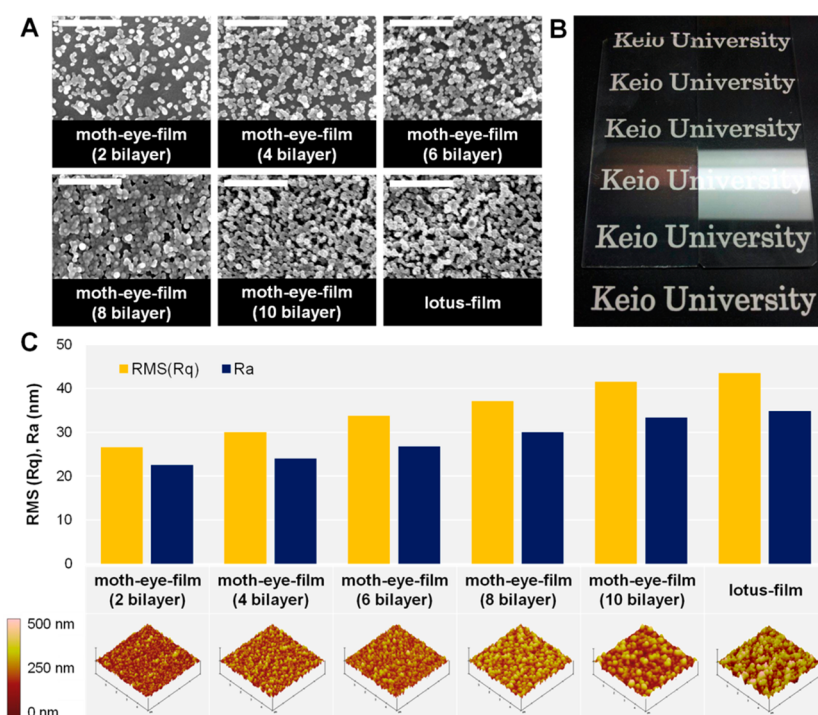 A
moth-eye-film
(2 bilayer)
moth-eye-film
(4 bilayer)
moth-eye-film
(6 bilayer)
moth-eye-film
(8 bilayer)
moth-eye-film
(10 bilayer)
lotus-film
B
Keio University
Keio University
Keio University
Keio University
Keio University
Keio University
C
RMS (Rq), Ra (nm)
50
40
30
20
10
0
RMS(Rq)
Ra
moth-eye-film
(2 bilayer)
moth-eye-film
(4 bilayer)
moth-eye-film
(6 bilayer)
moth-eye-film
(8 bilayer)
moth-eye-film
(10 bilayer)
lotus-film
500 nm
250 nm
0 nm